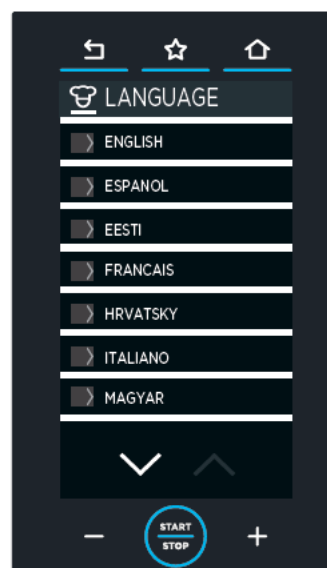 LANGUAGE
ENGLISH
ESPANOL
EESTI
FRANCAIS
HRVATSKY
ITALIANO
MAGYAR
START
STOP